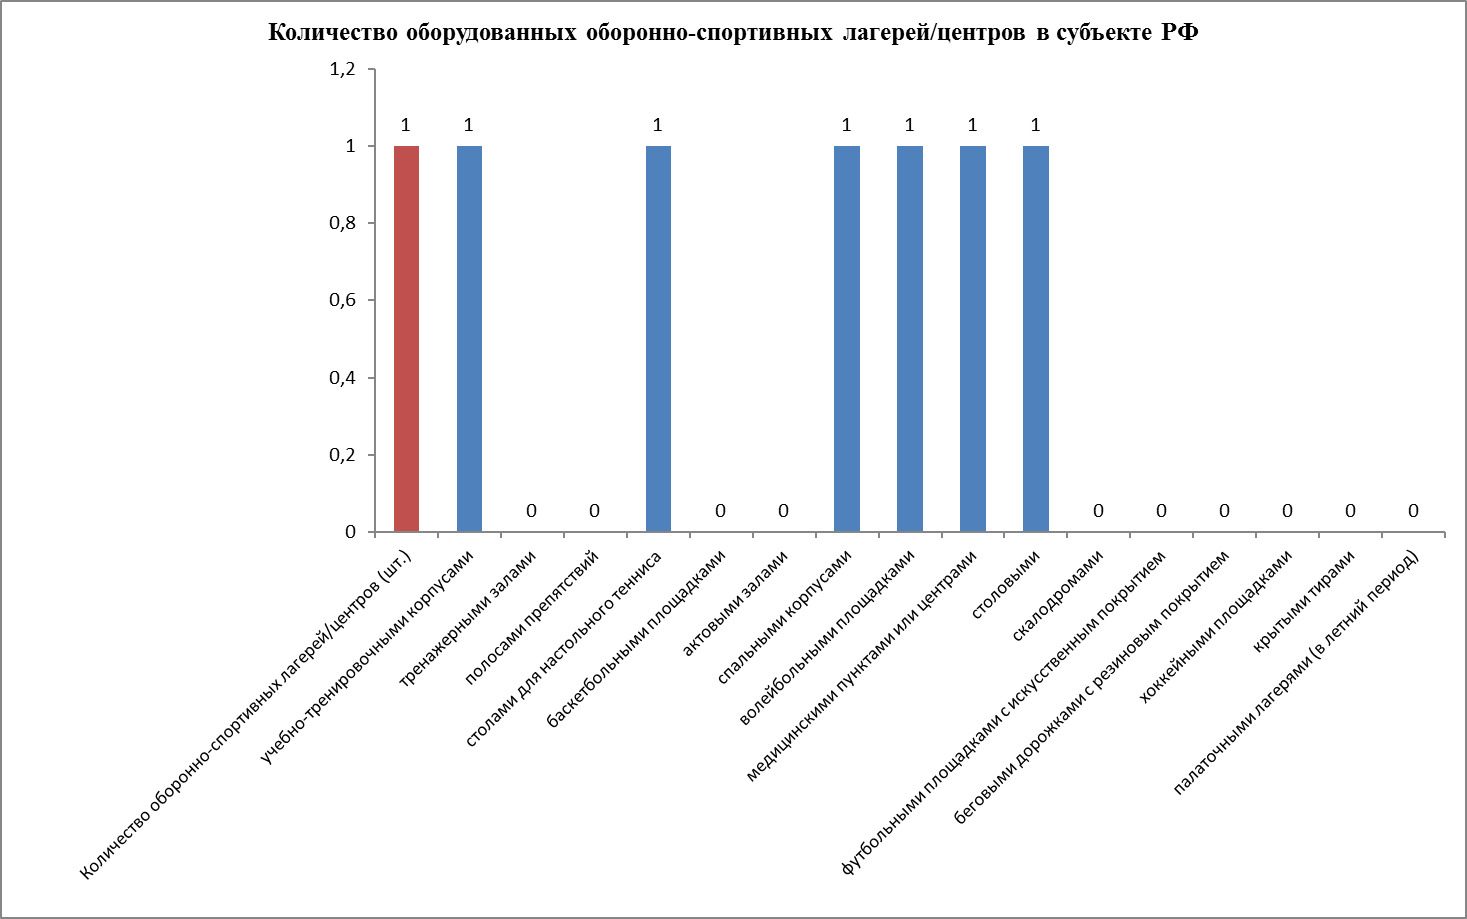 Количество оборудованных оборонно-спортивных лагерей/центров в субъекте РФ
1,2
1
0,8
0,6
0,4
0,2
0
1
1
0
0
1
0
0
1
1
1
1
0
0
0
0
0
0
Количество оборонно-спортивных лагерей/центров (шт.)
учебно-тренировочными корпусами
тренажерными залами
полосами препятствий
столами для настольного тенниса
баскетбольными площадками
актовыми залами
спальными корпусами
волейбольными площадками
медицинскими пунктами или центрами
столовыми
скалодромами
футбольными площадками с искусственным покрытием
беговыми дорожками с резиновым покрытием
хоккейными площадками
крытыми тирами
палаточными лагерями (в летний период)